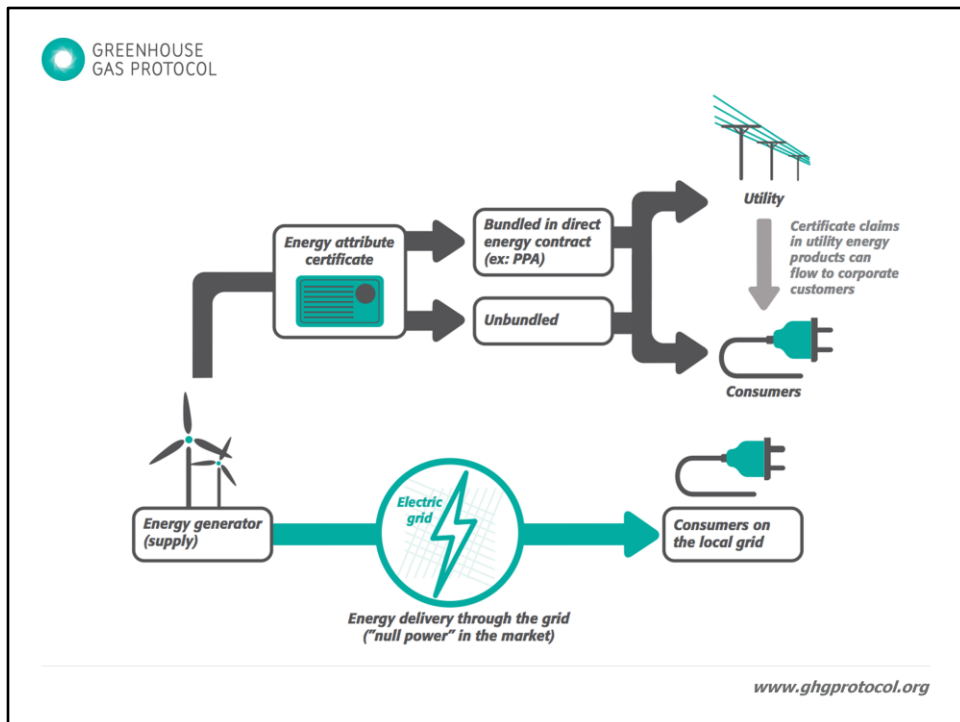 GREENHOUSE
GAS PROTOCOL
Utility
Energy attribute
certificate
Bundled in direct
energy contract
(ex: PPA)
Unbundled
Certificate claims
in utility energy
products can
flow to corporate
customers
Consumers
Energy generator
(supply)
Electric
grid
Consumers on
the local grid
Energy delivery through the grid
("null power" in the market)
www.ghgprotocol.org